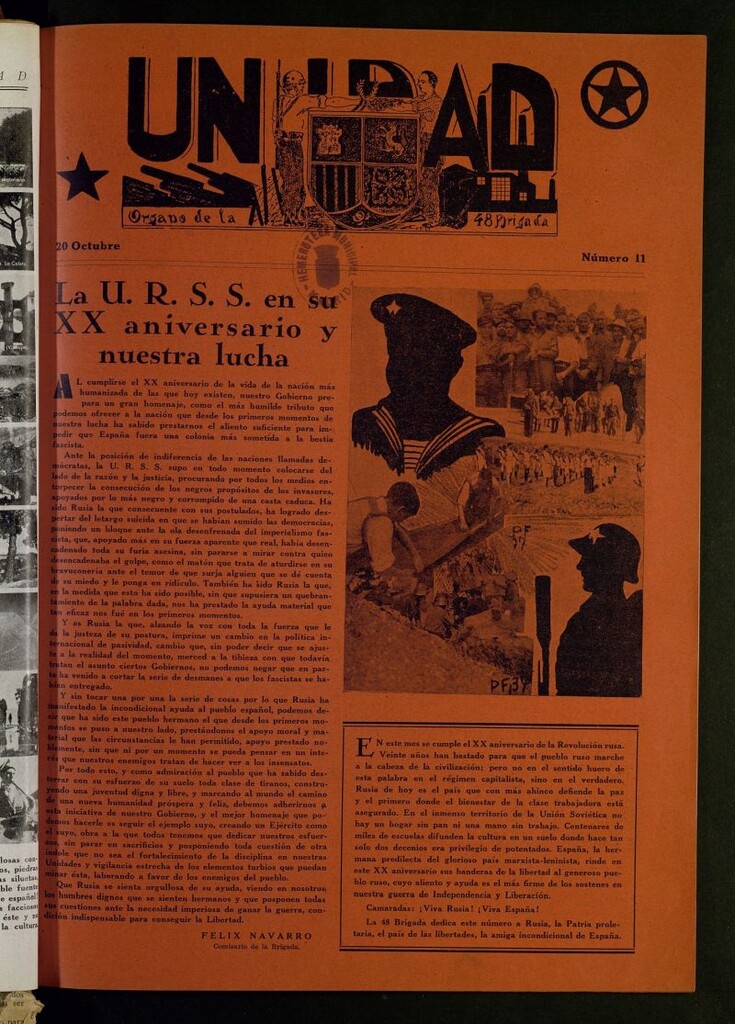 UNIDAD
Organo de la
48 Brigada
20 Octubre
Número 11
HEMEROTECA MUNICIPAL
La U. R. S. S. en su
XX aniversario y
nuestra lucha
AL cumplirse el XX aniversario de la vida de la nación más
humanizada de las que hoy existen, nuestro Gobierno pre-
para un gran homenaje, como el más humilde tributo que
podemos ofrecer a la nación que desde los primeros momentos de
nuestra lucha ha sabido prestarnos el aliento suficiente para im-
pedir que España fuera una colonia más sometida a la bestia
fascista.
Ante la posición de indiferencia de las naciones llamadas de-
mócratas, la U. R. S. S. supo en todo momento colocarse del
lado de la razón y la justicia, procurando por todos los medios en-
torpecer la consecución de los negros propósitos de los invasores,
apoyados por lo más negro y corrompido de una casta caduca. Ha
sido Rusia la que consecuente con sus postulados, ha logrado des-
pertar del letargo suicida en que se habían sumido las democracias,
poniendo un bloque ante la ola desenfrenada del imperialismo fas-
cista, que, apoyado más en su fuerza aparente que real, había desen-
cadenado toda su furia asesina, sin pararse a mirar contra quien
desencadenaba el golpe, como el matón que trata de aturdirse en su
bravuconería ante el temor de que surja alguien que se dé cuenta
de su miedo y le ponga en ridículo. También ha sido Rusia la que,
en la medida que esto ha sido posible, sin que supusiera un quebran-
tamiento de la palabra dada, nos ha prestado la ayuda material que
tan eficaz nos fué en los primeros momentos.
Y es Rusia la que, alzando la voz con toda la fuerza que le
da la justeza de su postura, imprime un cambio en la política in-
ternacional de pasividad, cambio que, sin poder decir que se ajus-
te a la realidad del momento, merced a la tibieza con que todavía
tratan el asunto ciertos Gobiernos, no podemos negar que en par-
te ha venido a cortar la serie de desmanes a que los fascistas se ha-
bían entregado.
Y sin tocar una por una la serie de cosas por lo que Rusia ha
manifestado la incondicional ayuda al pueblo español, podemos de-
cir que ha sido este pueblo hermano el que desde los primeros mo-
mentos se puso a nuestro lado, prestándonos el apoyo moral y ma-
terial que las circunstancias le han permitido, apoyo prestado no-
blemente, sin que ni por un momento se pueda pensar en un inte-
rés que nuestros enemigos tratan de hacer ver a los insensatos.
Por todo esto, y como admiración al pueblo que ha sabido des-
terrar con su esfuerzo de su suelo toda clase de tiranos, constru-
yendo una juventud digna y libre, y marcando al mundo el camino
de una nueva humanidad próspera y feliz, debemos adherirnos a
esta iniciativa de nuestro Gobierno, y el mejor homenaje que po-
demos hacerle es seguir el ejemplo suyo, creando un Ejército como
el suyo, obra a la que todos tenemos que dedicar nuestro esfuer-
zo, sin parar en sacrificios y posponiendo toda cuestión de otra
índole que no sea el fortalecimiento de la disciplina en nuestras
Unidades y vigilancia estrecha de los elementos turbios que puedan
minar ésta, laborando a favor de los enemigos del pueblo.
Que Rusia se sienta orgullosa de su ayuda, viendo en nosotros
los hombres dignos que se sienten hermanos y que posponen todas
sus cuestiones ante la necesidad imperiosa de ganar la guerra, con-
dición indispensable para conseguir la Libertad.
FELIX NAVARRO
Comisario de la Brigada.
DF
37
DF,37
EN este mes se cumple el XX aniversario de la Revolución rusa.
Veinte años han bastado para que el pueblo ruso marche
a la cabeza de la civilización; pero no en el sentido huero de
esta palabra en el régimen capitalista, sino en el verdadero.
Rusia de hoy es el país que con más ahinco defiende la paz
y el primero donde el bienestar de la clase trabajadora está
asegurado. En el inmenso territorio de la Unión Soviética no
hay un hogar sin pan ni una mano sin trabajo. Centenares de
miles de escuelas difunden la cultura en un suelo donde hace tan
solo dos decenios era privilegio de potentados. España, la her-
mana predilecta del glorioso país marxista-leninista, rinde en
este XX aniversario sus banderas de la libertad al generoso pue-
blo ruso, cuyo aliento y ayuda es el más firme de los sostenes en
nuestra guerra de Independencia y Liberación.
Camaradas: ¡Viva Rusia! ¡Viva España!
La 48 Brigada dedica este número a Rusia, la Patria prole-
taria, el país de las libertades, la amiga incondicional de España.